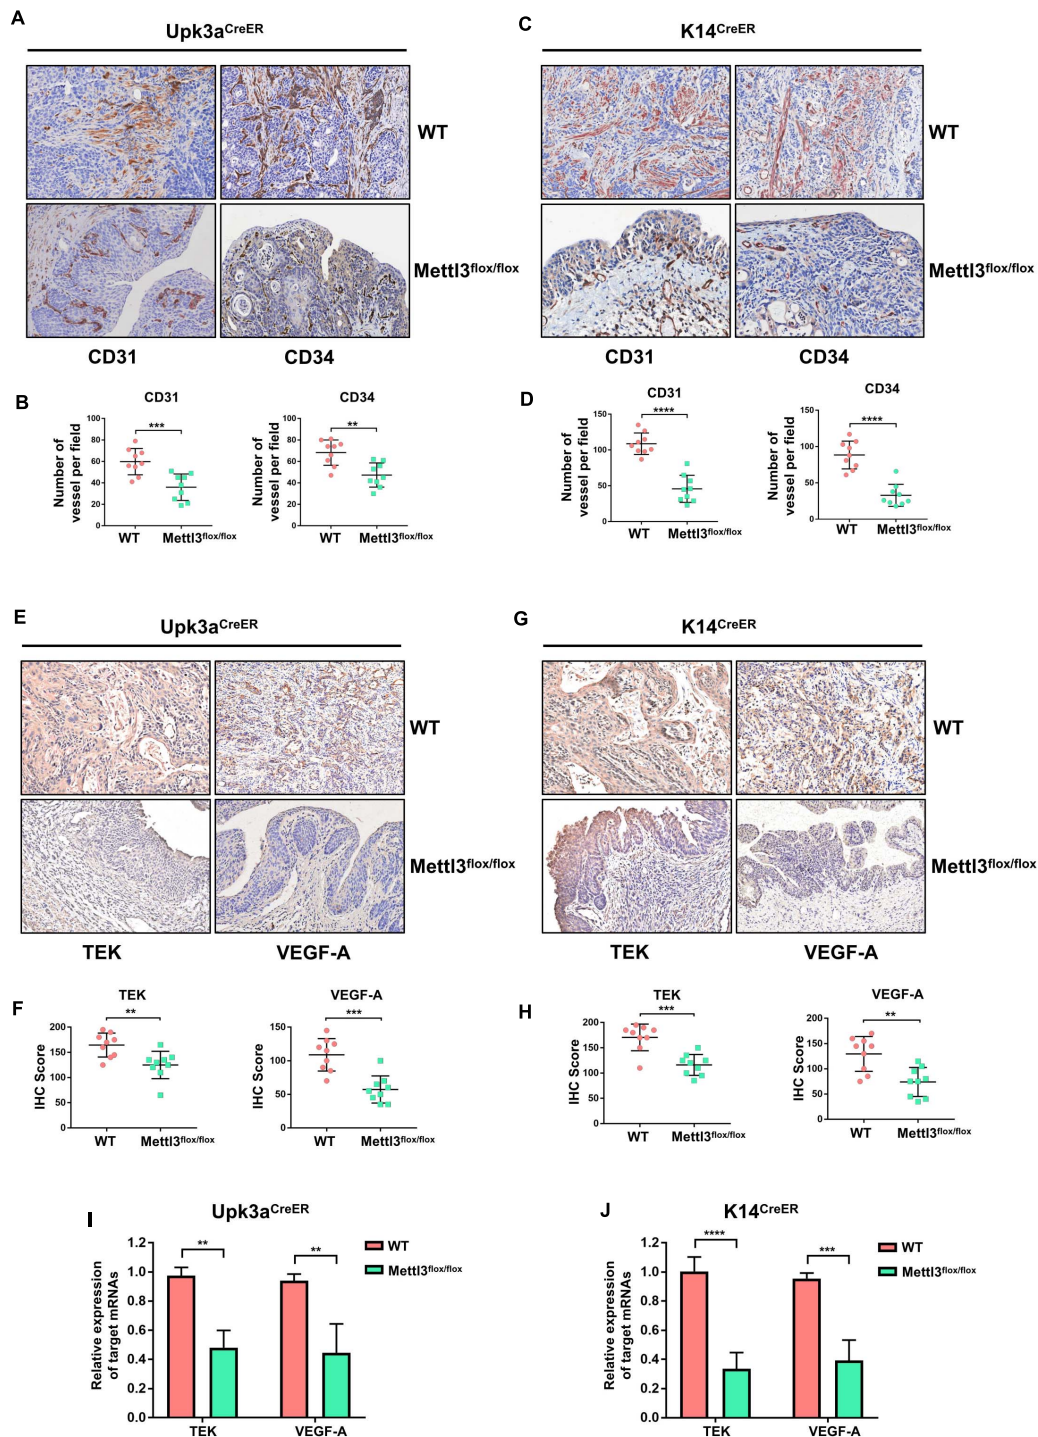 A
Upk3aCreER
WT
Mettl3flox/flox
CD31
CD34
C
K14CreER
WT
Mettl3flox/flox
CD31
CD34
B
CD31
***
Number of
vessel per field
100
80
60
40
20
0
WT
Mettl3flox/flox
CD34
**
Number of
vessel per field
100
80
60
40
20
0
WT
Mettl3flox/flox
D
CD31
****
Number of
vessel per field
150
100
50
0
WT
Mettl3flox/flox
CD34
****
Number of
vessel per field
150
100
50
0
WT
Mettl3flox/flox
E
Upk3aCreER
WT
Mettl3flox/flox
TEK
VEGF-A
G
K14CreER
WT
Mettl3flox/flox
TEK
VEGF-A
F
TEK
**
IHC Score
200
150
100
50
0
WT
Mettl3flox/flox
VEGF-A
***
IHC Score
150
100
50
0
WT
Mettl3flox/flox
H
TEK
***
IHC Score
200
150
100
50
0
WT
Mettl3flox/flox
VEGF-A
**
IHC Score
200
150
100
50
0
WT
Mettl3flox/flox
I
Upk3aCreER
Relative expression
of target mRNAs
1.2
1.0
0.8
0.6
0.4
0.2
0.0
**
**
TEK
VEGF-A
WT
Mettl3flox/flox
J
K14CreER
Relative expression
of target mRNAs
1.2
1.0
0.8
0.6
0.4
0.2
0.0
****
***
TEK
VEGF-A
WT
Mettl3flox/flox